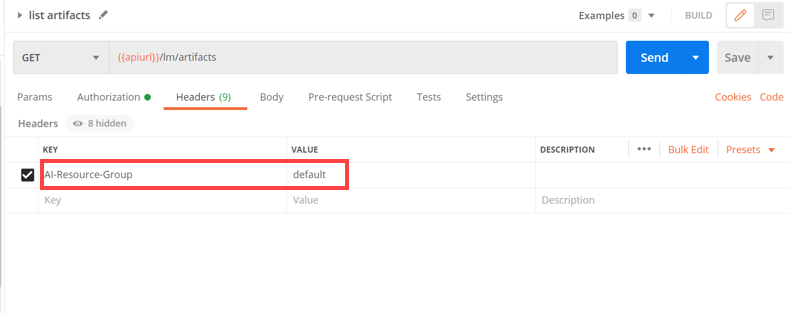 list artifacts Examples 0 BUILD
GET {{apiurl}}/lm/artifacts Send Save
Params Authorization Headers (9) Body Pre-request Script Tests Settings Cookies Code
Headers 8 hidden
KEY VALUE DESCRIPTION Bulk Edit Presets
AI-Resource-Group default
Key Value Description